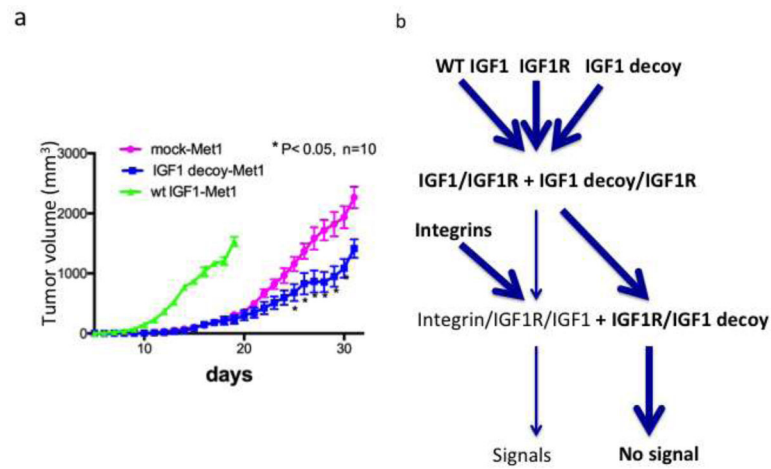 a
b
mock-Met1
IGF1 decoy-Met1
wt IGF1-Met1
* P< 0.05, n=10
Tumor volume (mm³)
3000
2000
1000
0
10
20
30
* * * * * *
days
WT IGF1 IGF1R IGF1 decoy
IGF1/IGF1R + IGF1 decoy/IGF1R
Integrins
Integrin/IGF1R/IGF1 + IGF1R/IGF1 decoy
Signals
No signal